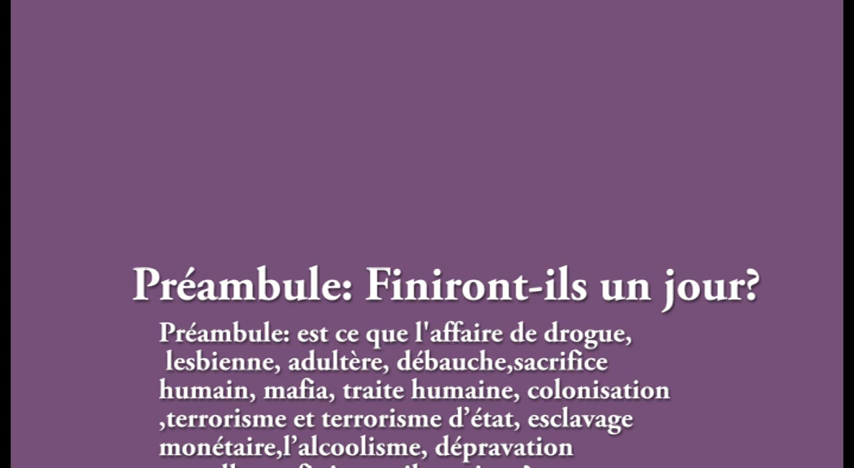 Préambule: Finiront-ils un jour?
Préambule: est ce que l'affaire de drogue,
lesbienne, adultère, débauche,sacrifice
humain, mafia, traite humaine, colonisation
,terrorisme et terrorisme d’état, esclavage
monétaire,l’alcoolisme, dépravation